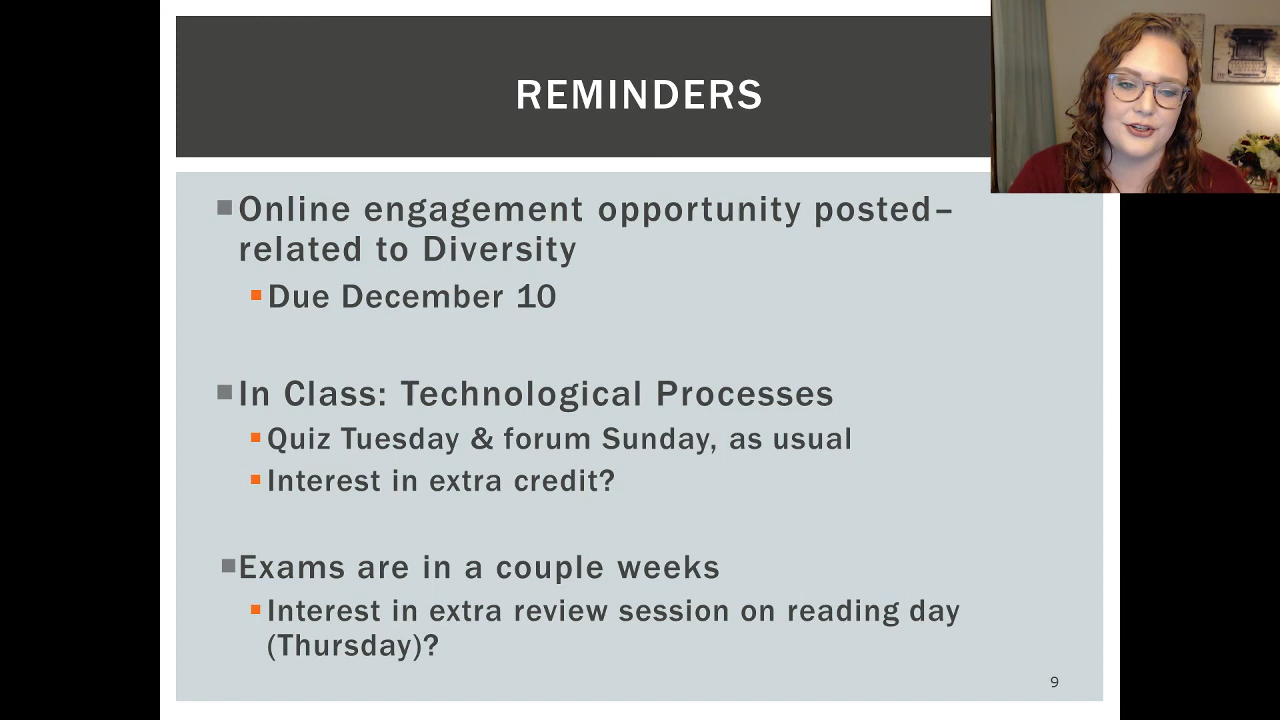 REMINDERS
Online engagement opportunity posted–
related to Diversity
Due December 10
In Class: Technological Processes
Quiz Tuesday & forum Sunday, as usual
Interest in extra credit?
Exams are in a couple weeks
Interest in extra review session on reading day
(Thursday)?
9